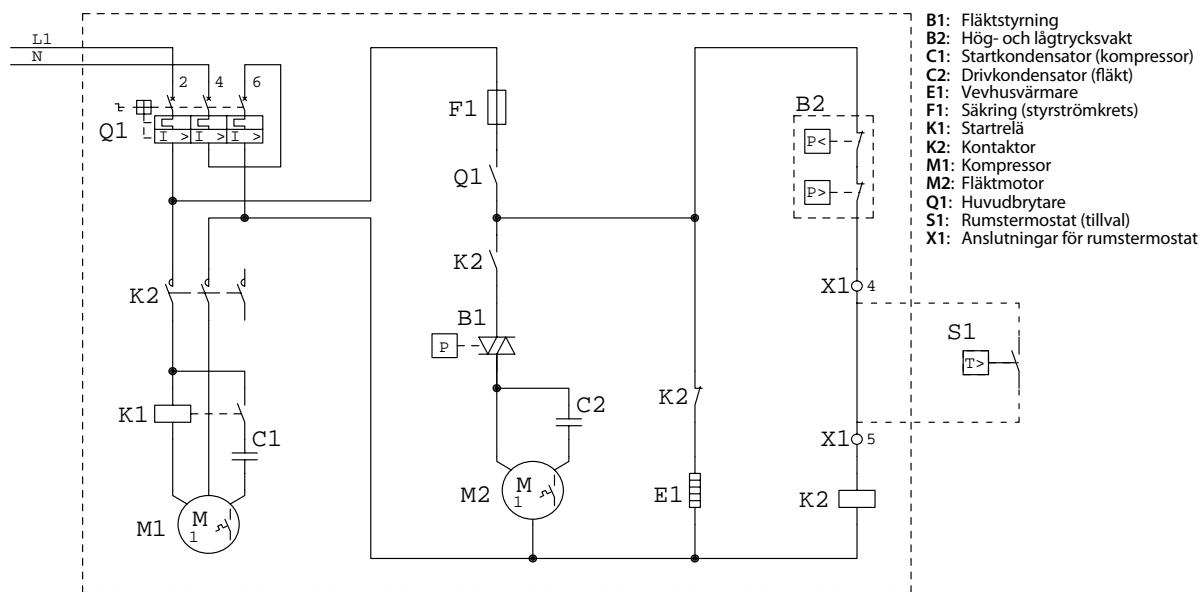 L1
N
2 4 6
Q1
I > I > I >
K2
K1
C1
M1
M
1
F1
Q1
K2
B1
P
C2
M2
M
1
K2
E1
B2
P<
P>
X1 4
S1
T>
X1 5
K2
B1: Fläktstyrning
B2: Hög- och lågtrycksvakt
C1: Startkondensator (kompressor)
C2: Drivkondensator (fläkt)
E1: Vevhusvärmare
F1: Säkring (styrströmkrets)
K1: Startrelä
K2: Kontaktor
M1: Kompressor
M2: Fläktmotor
Q1: Huvudbrytare
S1: Rumstermostat (tillval)
X1: Anslutningar för rumstermostat